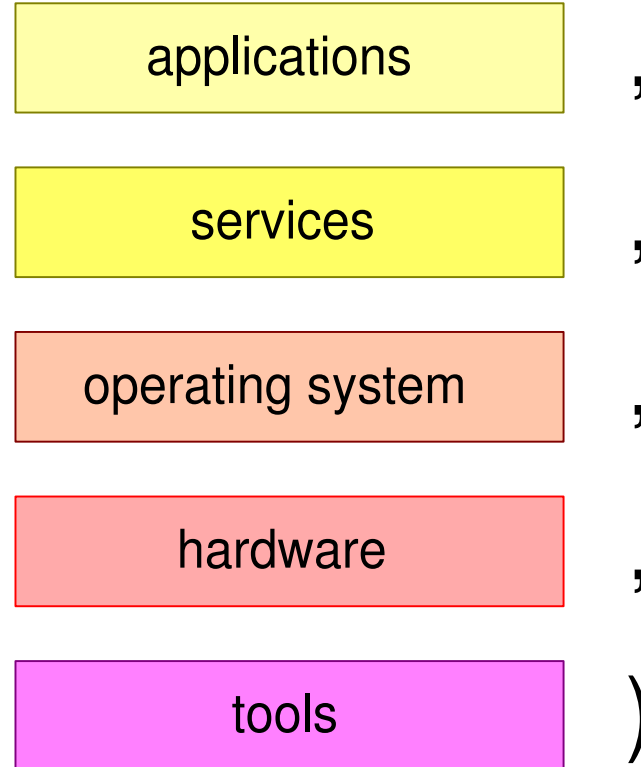 applications ,
services ,
operating system ,
hardware ,
tools )